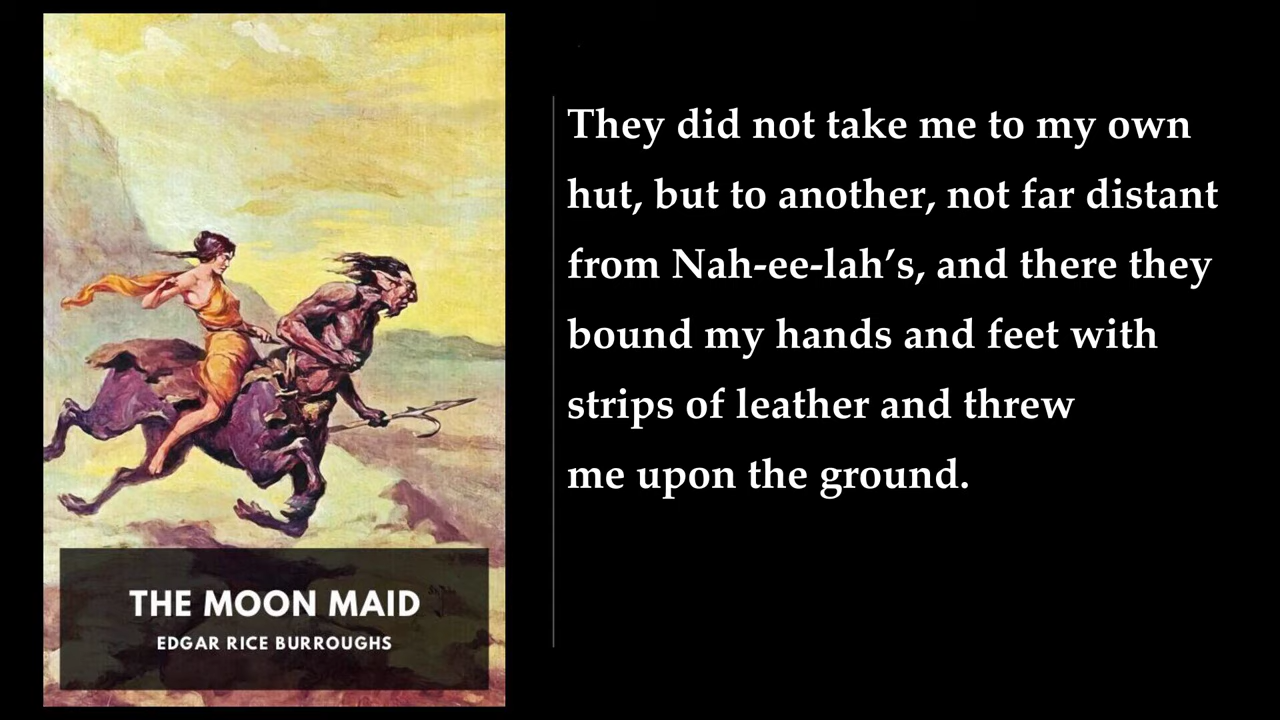 THE MOON MAID
EDGAR RICE BURROUGHS
They did not take me to my own
hut, but to another, not far distant
from Nah-ee-lah’s, and there they
bound my hands and feet with
strips of leather and threw
me upon the ground.